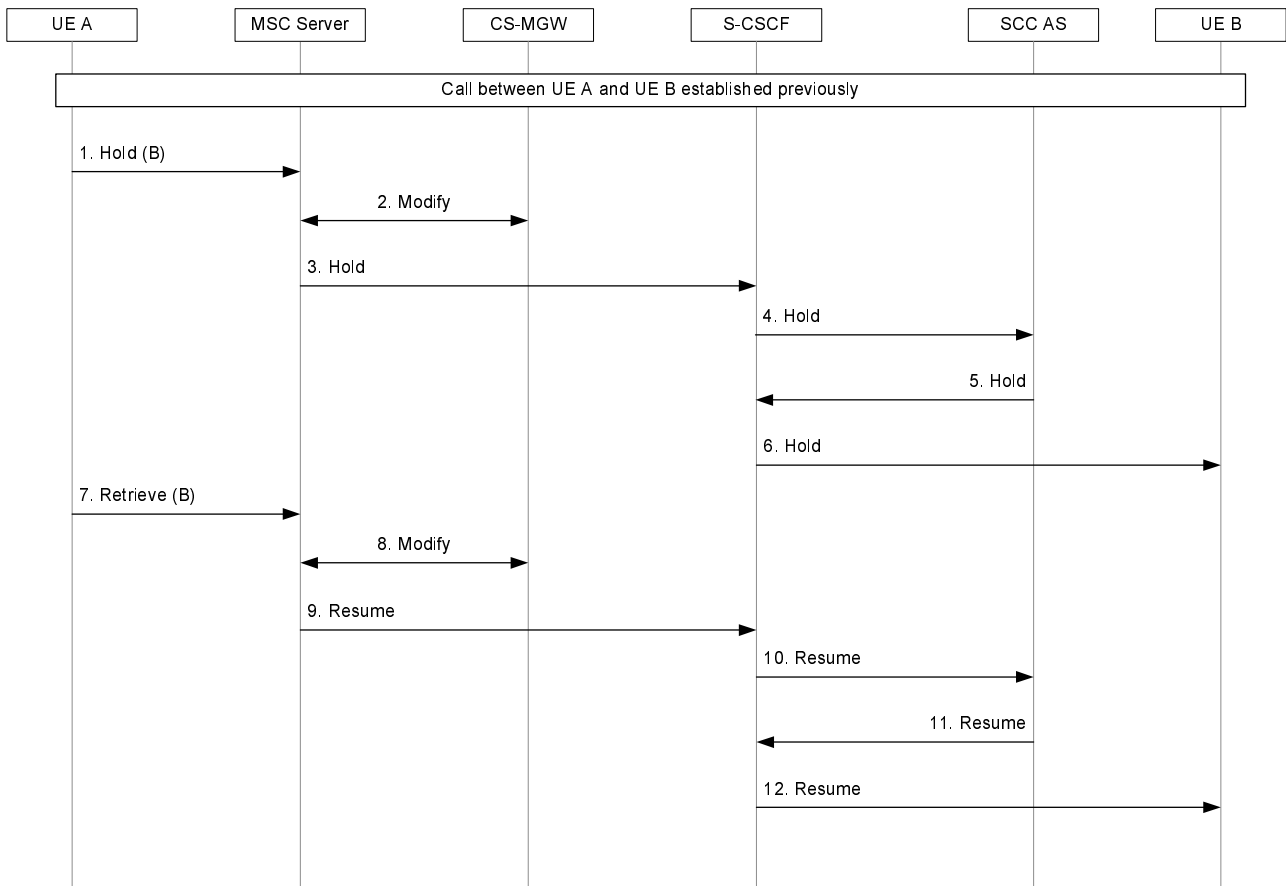 UE A
MSC Server
CS-MGW
S-CSCF
SCC AS
UE B
Call between UE A and UE B established previously
1. Hold (B)
2. Modify
3. Hold
4. Hold
5. Hold
6. Hold
7. Retrieve (B)
8. Modify
9. Resume
10. Resume
11. Resume
12. Resume